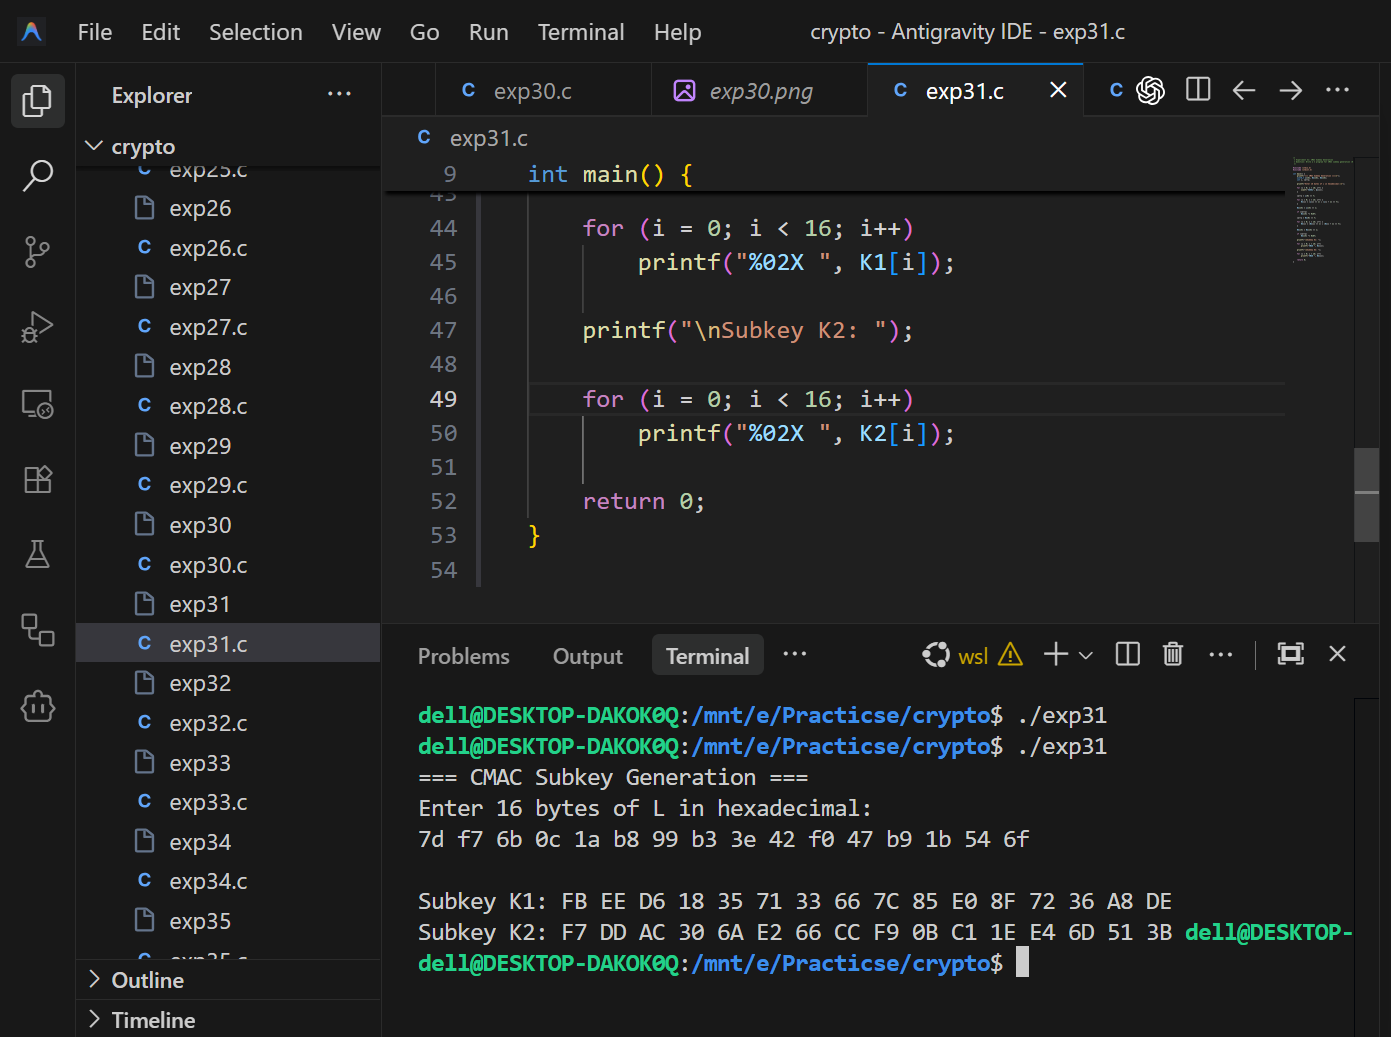 File Edit Selection View Go Run Terminal Help crypto - Antigravity IDE - exp31.c
Explorer ...
crypto
exp25.c
exp26
exp26.c
exp27
exp27.c
exp28
exp28.c
exp29
exp29.c
exp30
exp30.c
exp31
exp31.c
exp32
exp32.c
exp33
exp33.c
exp34
exp34.c
exp35
exp35.c
Outline
Timeline
C exp30.c exp30.png C exp31.c C
C exp31.c
9 int main() {
43
44 for (i = 0; i < 16; i++)
45 printf("%02X ", K1[i]);
46
47 printf("\nSubkey K2: ");
48
49 for (i = 0; i < 16; i++)
50 printf("%02X ", K2[i]);
51
52 return 0;
53 }
54
Problems Output Terminal ... wsl
dell@DESKTOP-DAKOK0Q:/mnt/e/Practicse/crypto$ ./exp31
dell@DESKTOP-DAKOK0Q:/mnt/e/Practicse/crypto$ ./exp31
=== CMAC Subkey Generation ===
Enter 16 bytes of L in hexadecimal:
7d f7 6b 0c 1a b8 99 b3 3e 42 f0 47 b9 1b 54 6f
Subkey K1: FB EE D6 18 35 71 33 66 7C 85 E0 8F 72 36 A8 DE
Subkey K2: F7 DD AC 30 6A E2 66 CC F9 0B C1 1E E4 6D 51 3B dell@DESKTOP-
dell@DESKTOP-DAKOK0Q:/mnt/e/Practicse/crypto$